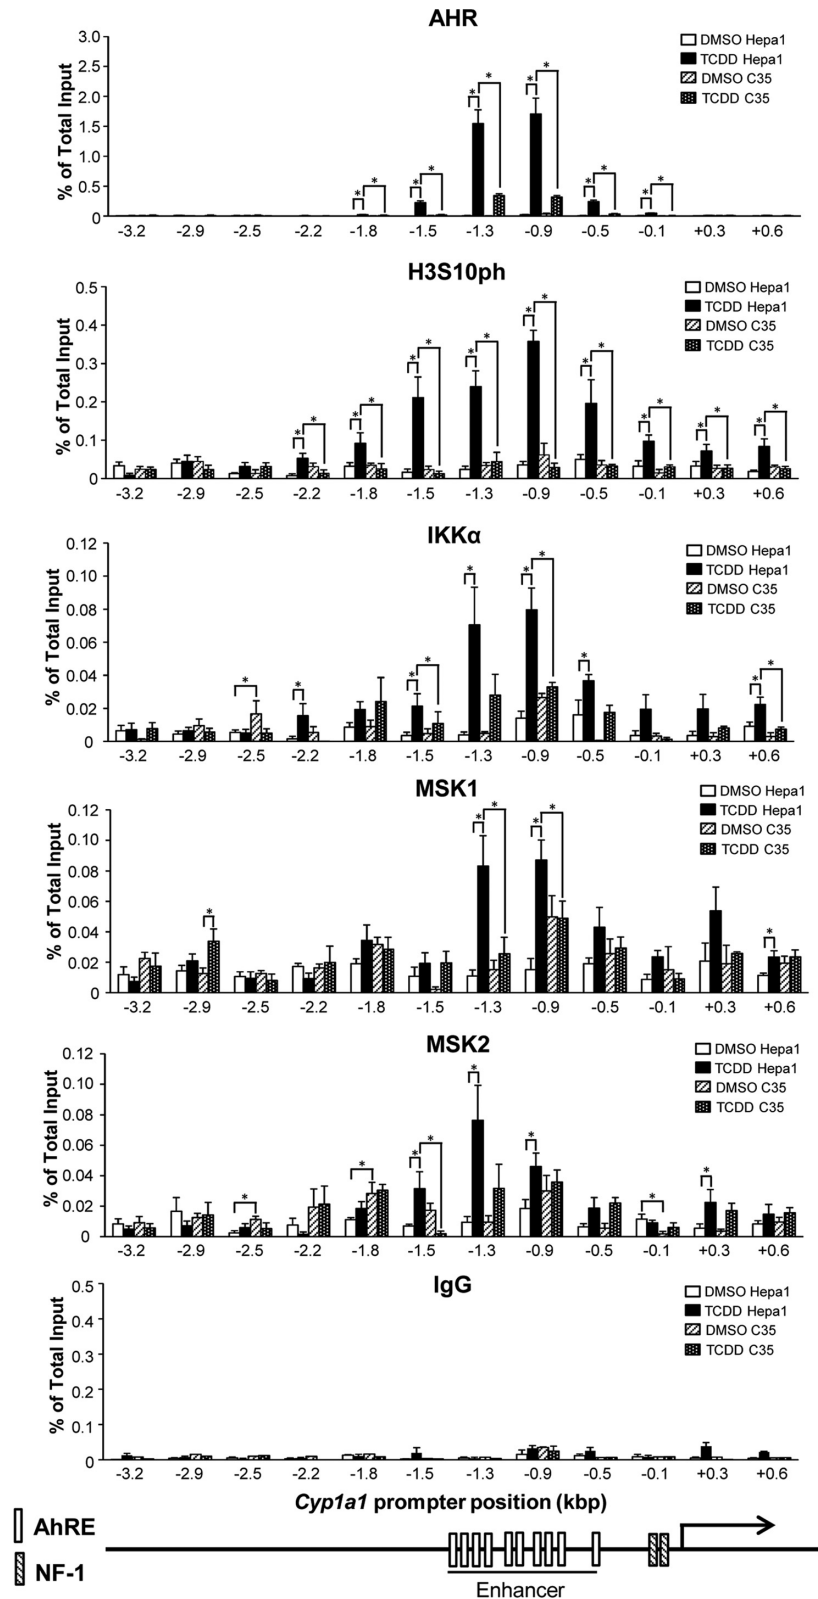 AHR
% of Total Input
3.0
2.5
2.0
1.5
1.0
0.5
0
DMSO Hepa1
TCDD Hepa1
DMSO C35
TCDD C35
* * * * * * * * * * * *
-3.2 -2.9 -2.5 -2.2 -1.8 -1.5 -1.3 -0.9 -0.5 -0.1 +0.3 +0.6
H3S10ph
% of Total Input
0.5
0.4
0.3
0.2
0.1
0
DMSO Hepa1
TCDD Hepa1
DMSO C35
TCDD C35
* * * * * * * * * * * * * * * * * *
-3.2 -2.9 -2.5 -2.2 -1.8 -1.5 -1.3 -0.9 -0.5 -0.1 +0.3 +0.6
IKKα
% of Total Input
0.12
0.10
0.08
0.06
0.04
0.02
0
DMSO Hepa1
TCDD Hepa1
DMSO C35
TCDD C35
* * * * * * * * * *
-3.2 -2.9 -2.5 -2.2 -1.8 -1.5 -1.3 -0.9 -0.5 -0.1 +0.3 +0.6
MSK1
% of Total Input
0.12
0.10
0.08
0.06
0.04
0.02
0
DMSO Hepa1
TCDD Hepa1
DMSO C35
TCDD C35
* * * * * *
-3.2 -2.9 -2.5 -2.2 -1.8 -1.5 -1.3 -0.9 -0.5 -0.1 +0.3 +0.6
MSK2
% of Total Input
0.12
0.10
0.08
0.06
0.04
0.02
0
DMSO Hepa1
TCDD Hepa1
DMSO C35
TCDD C35
* * * * * * * *
-3.2 -2.9 -2.5 -2.2 -1.8 -1.5 -1.3 -0.9 -0.5 -0.1 +0.3 +0.6
IgG
% of Total Input
0.5
0.4
0.3
0.2
0.1
0
DMSO Hepa1
TCDD Hepa1
DMSO C35
TCDD C35
-3.2 -2.9 -2.5 -2.2 -1.8 -1.5 -1.3 -0.9 -0.5 -0.1 +0.3 +0.6
Cyp1a1 prompter position (kbp)
AhRE
NF-1
Enhancer